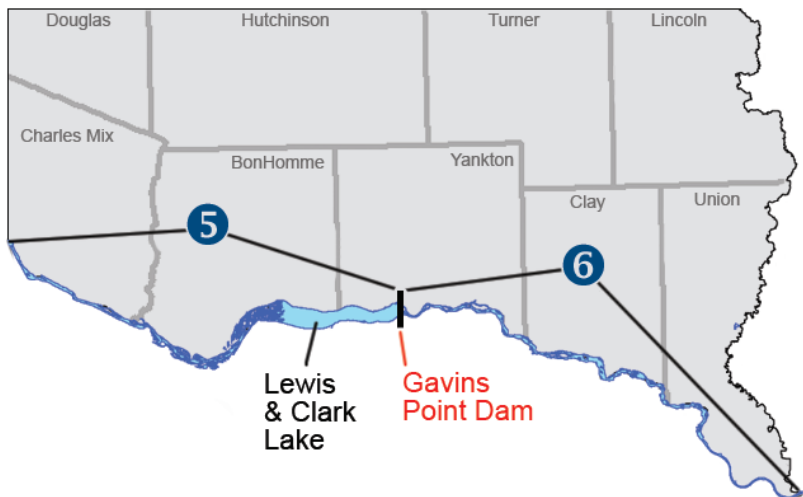 Douglas
Hutchinson
Turner
Lincoln
Charles Mix
BonHomme
Yankton
Clay
Union
5
6
Lewis
& Clark
Lake
Gavins
Point Dam